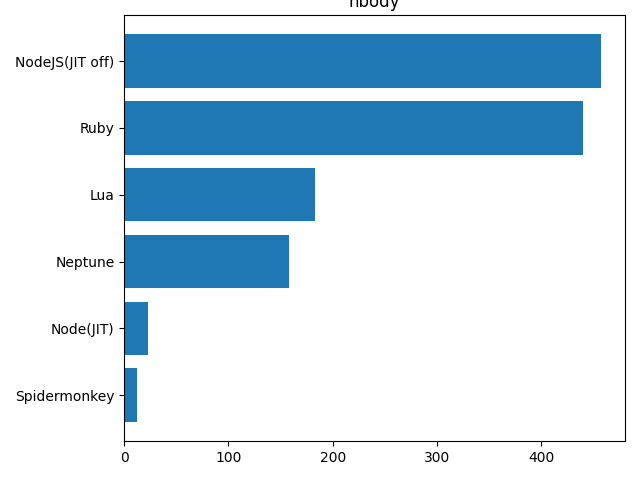 nbody
NodeJS(JIT off)
Ruby
Lua
Neptune
Node(JIT)
Spidermonkey
0 100 200 300 400